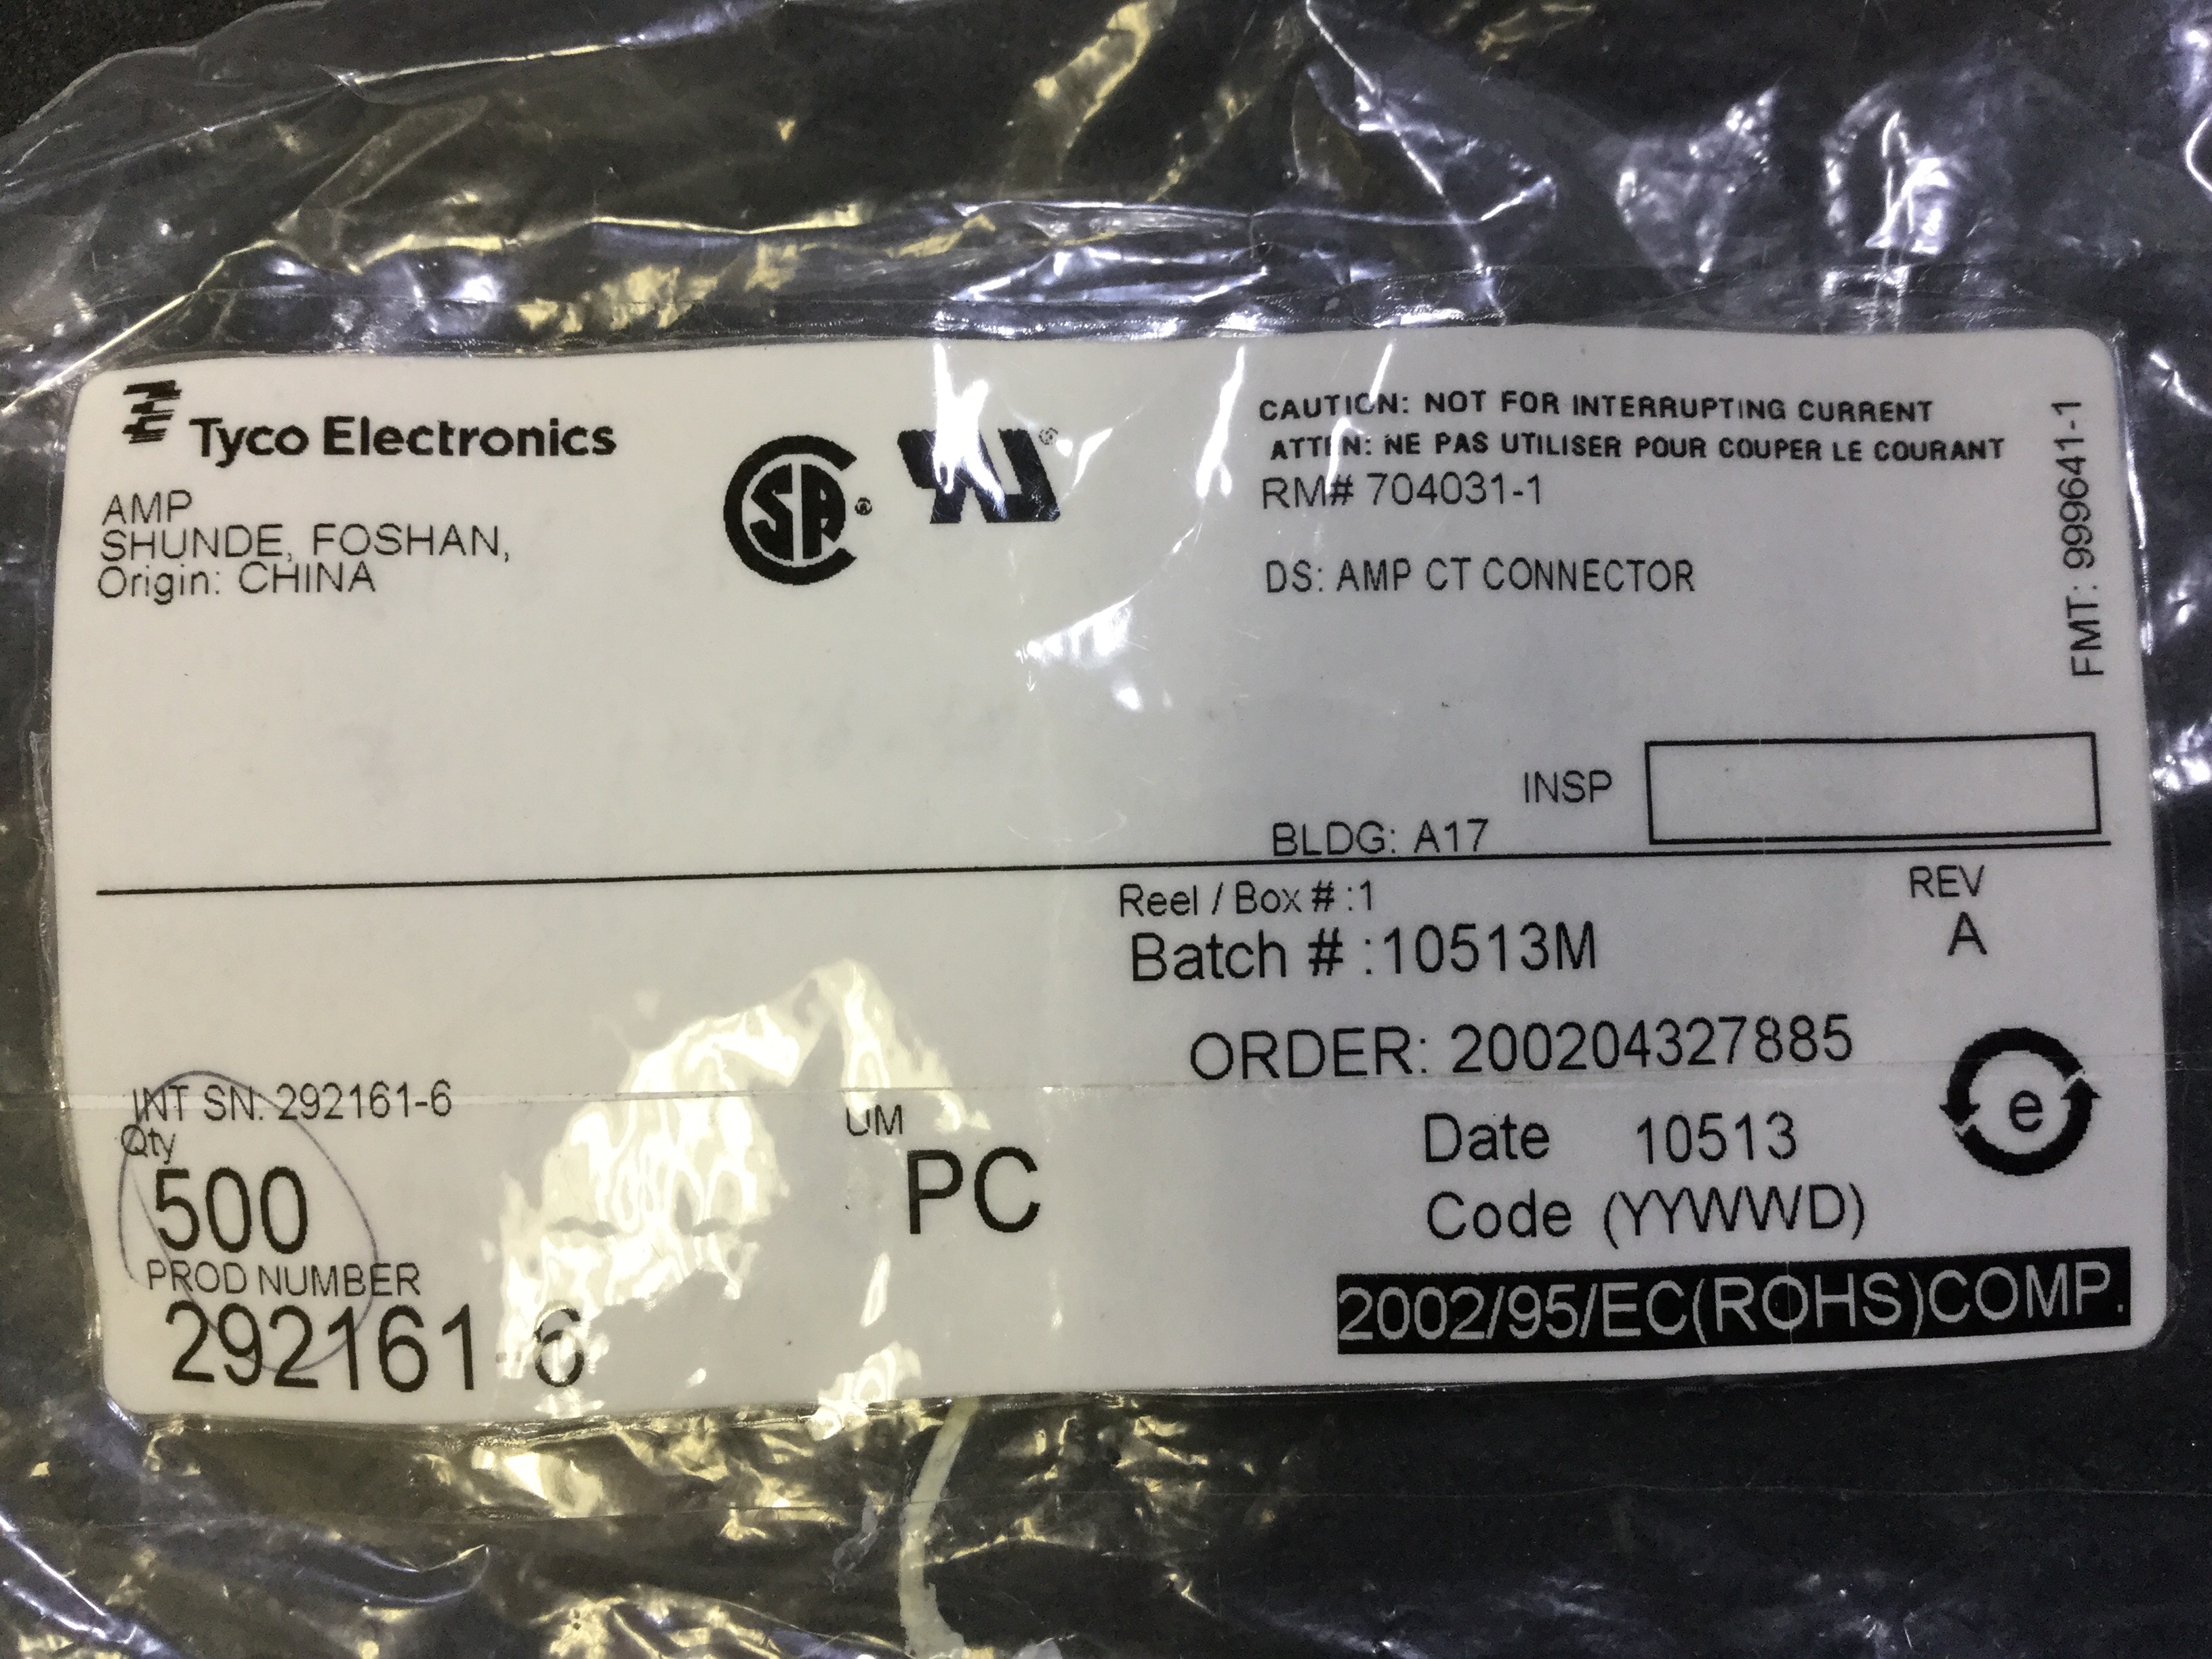 Tyco Electronics
AMP
SHUNDE, FOSHAN,
Origin: CHINA
SA ®
UL ®
CAUTION: NOT FOR INTERRUPTING CURRENT
ATTEN: NE PAS UTILISER POUR COUPER LE COURANT
RM# 704031-1
DS: AMP CT CONNECTOR
FMT: 999641-1
INSP
BLDG: A17
Reel / Box # :1
REV
Batch # :10513M
A
ORDER: 200204327885
INT SN: 292161-6
Qty
UM
500
PC
Date 10513
Code (YYWWD)
e
PROD NUMBER
292161-6
2002/95/EC(ROHS)COMP.